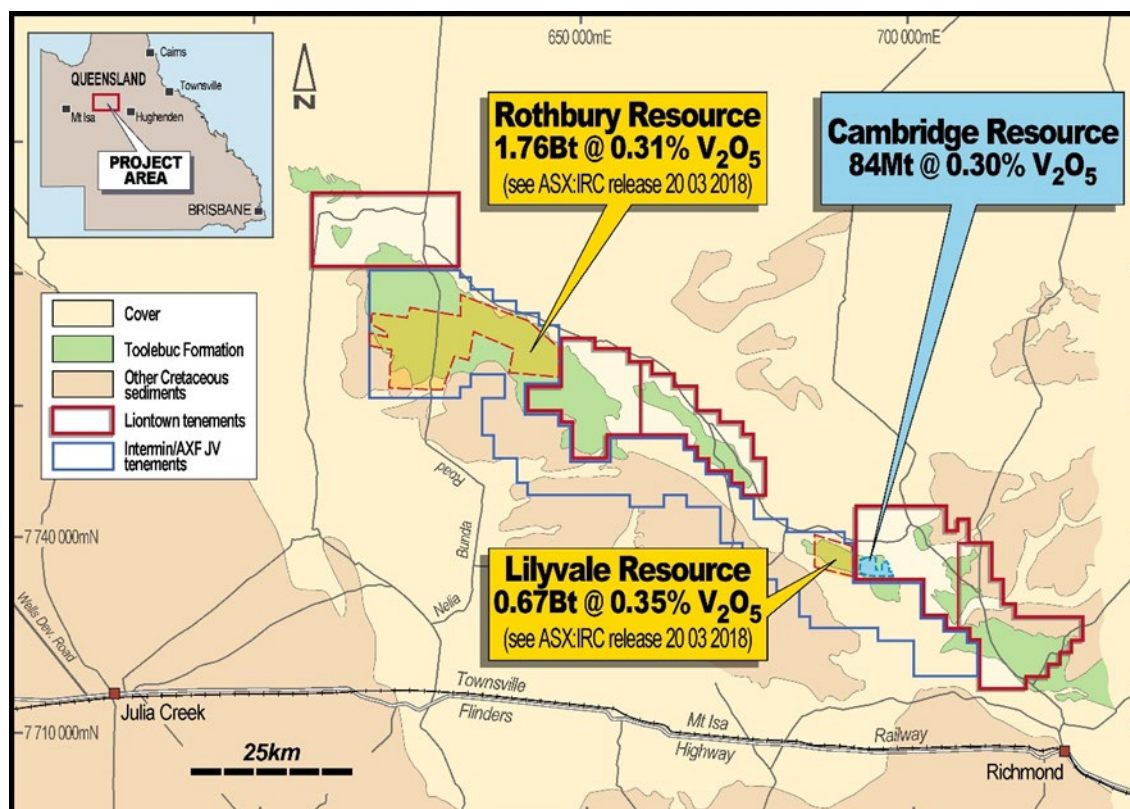 650 000mE
700 000mE
Cairns
QUEENSLAND
Townsville
Mt Isa
Hughenden
PROJECT
AREA
BRISBANE
N
Rothbury Resource
1.76Bt @ 0.31% V₂O₅
(see ASX:IRC release 20 03 2018)
Cambridge Resource
84Mt @ 0.30% V₂O₅
Cover
Toolebuc Formation
Other Cretaceous
sediments
Liontown tenements
Intermin/AXF JV
tenements
Road
Bunda
Nelia
7 740 000mN
Lilyvale Resource
0.67Bt @ 0.35% V₂O₅
(see ASX:IRC release 20 03 2018)
Wells Dev. Road
Julia Creek
Townsville
Flinders
Mt Isa
Highway
Railway
7 710 000mN
25km
Richmond